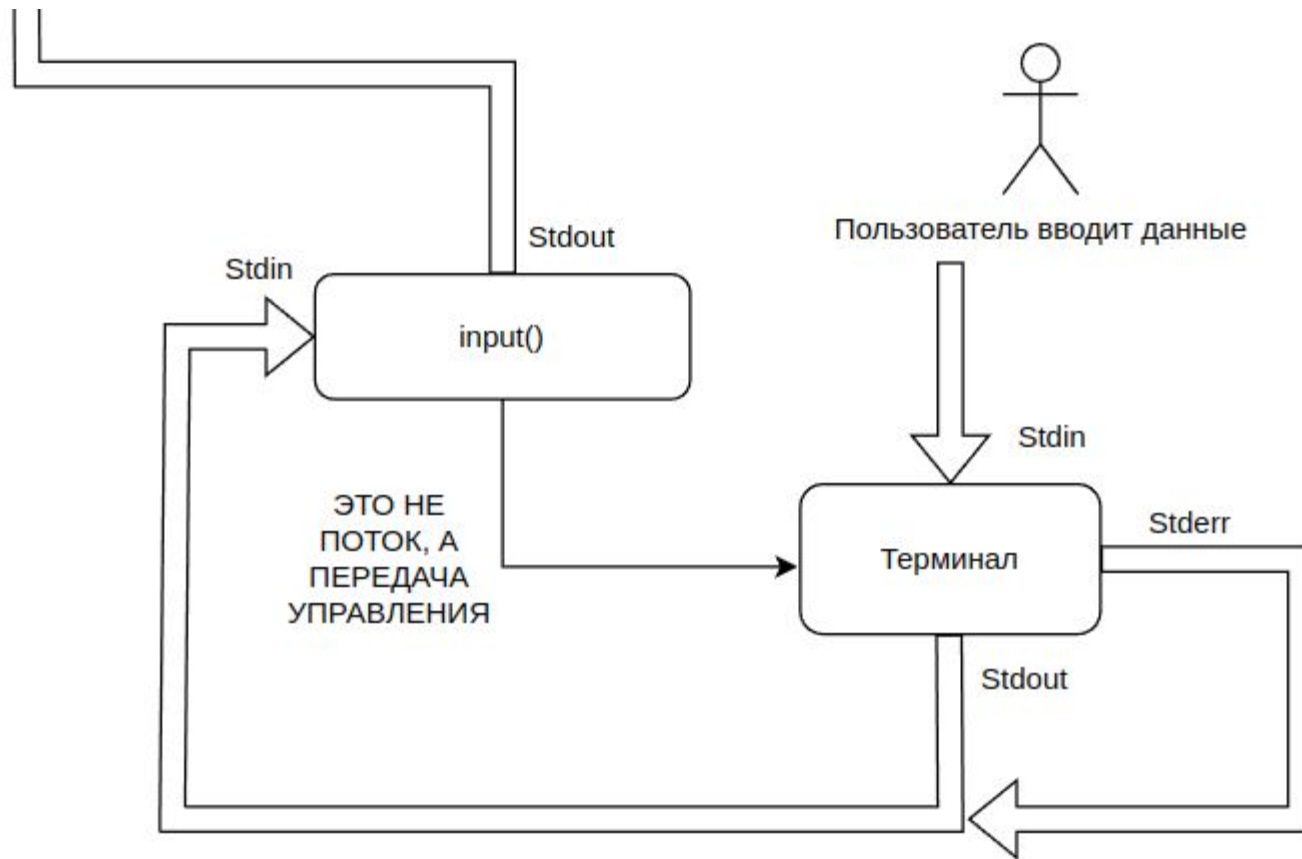 Stdout
Пользователь вводит данные
Stdin
input()
Stdin
ЭТО НЕ
ПОТОК, А
ПЕРЕДАЧА
УПРАВЛЕНИЯ
Stderr
Терминал
Stdout